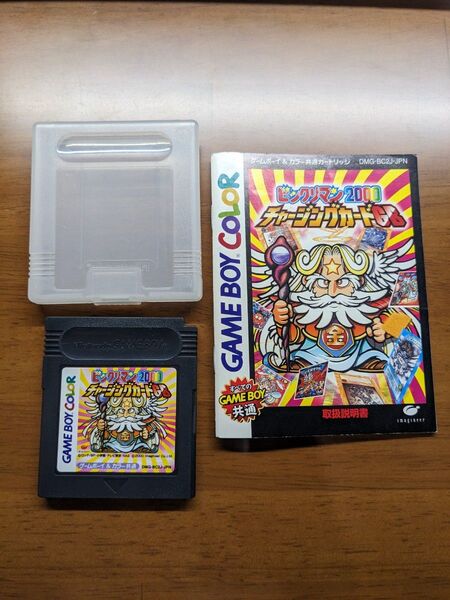 ゲームボーイ&カラー共通カートリッジ DMG-BC2J-JPN
GAME BOY COLOR
ビックリマン2000
チャージングカードGB
すべての
GAME BOY
共通
取扱説明書
imagineer
Nintendo GAME BOY
GAME BOY COLOR
ビックリマン2000
チャージングカードGB
ゲームボーイ&カラー共通 DMG-BC2J-JPN